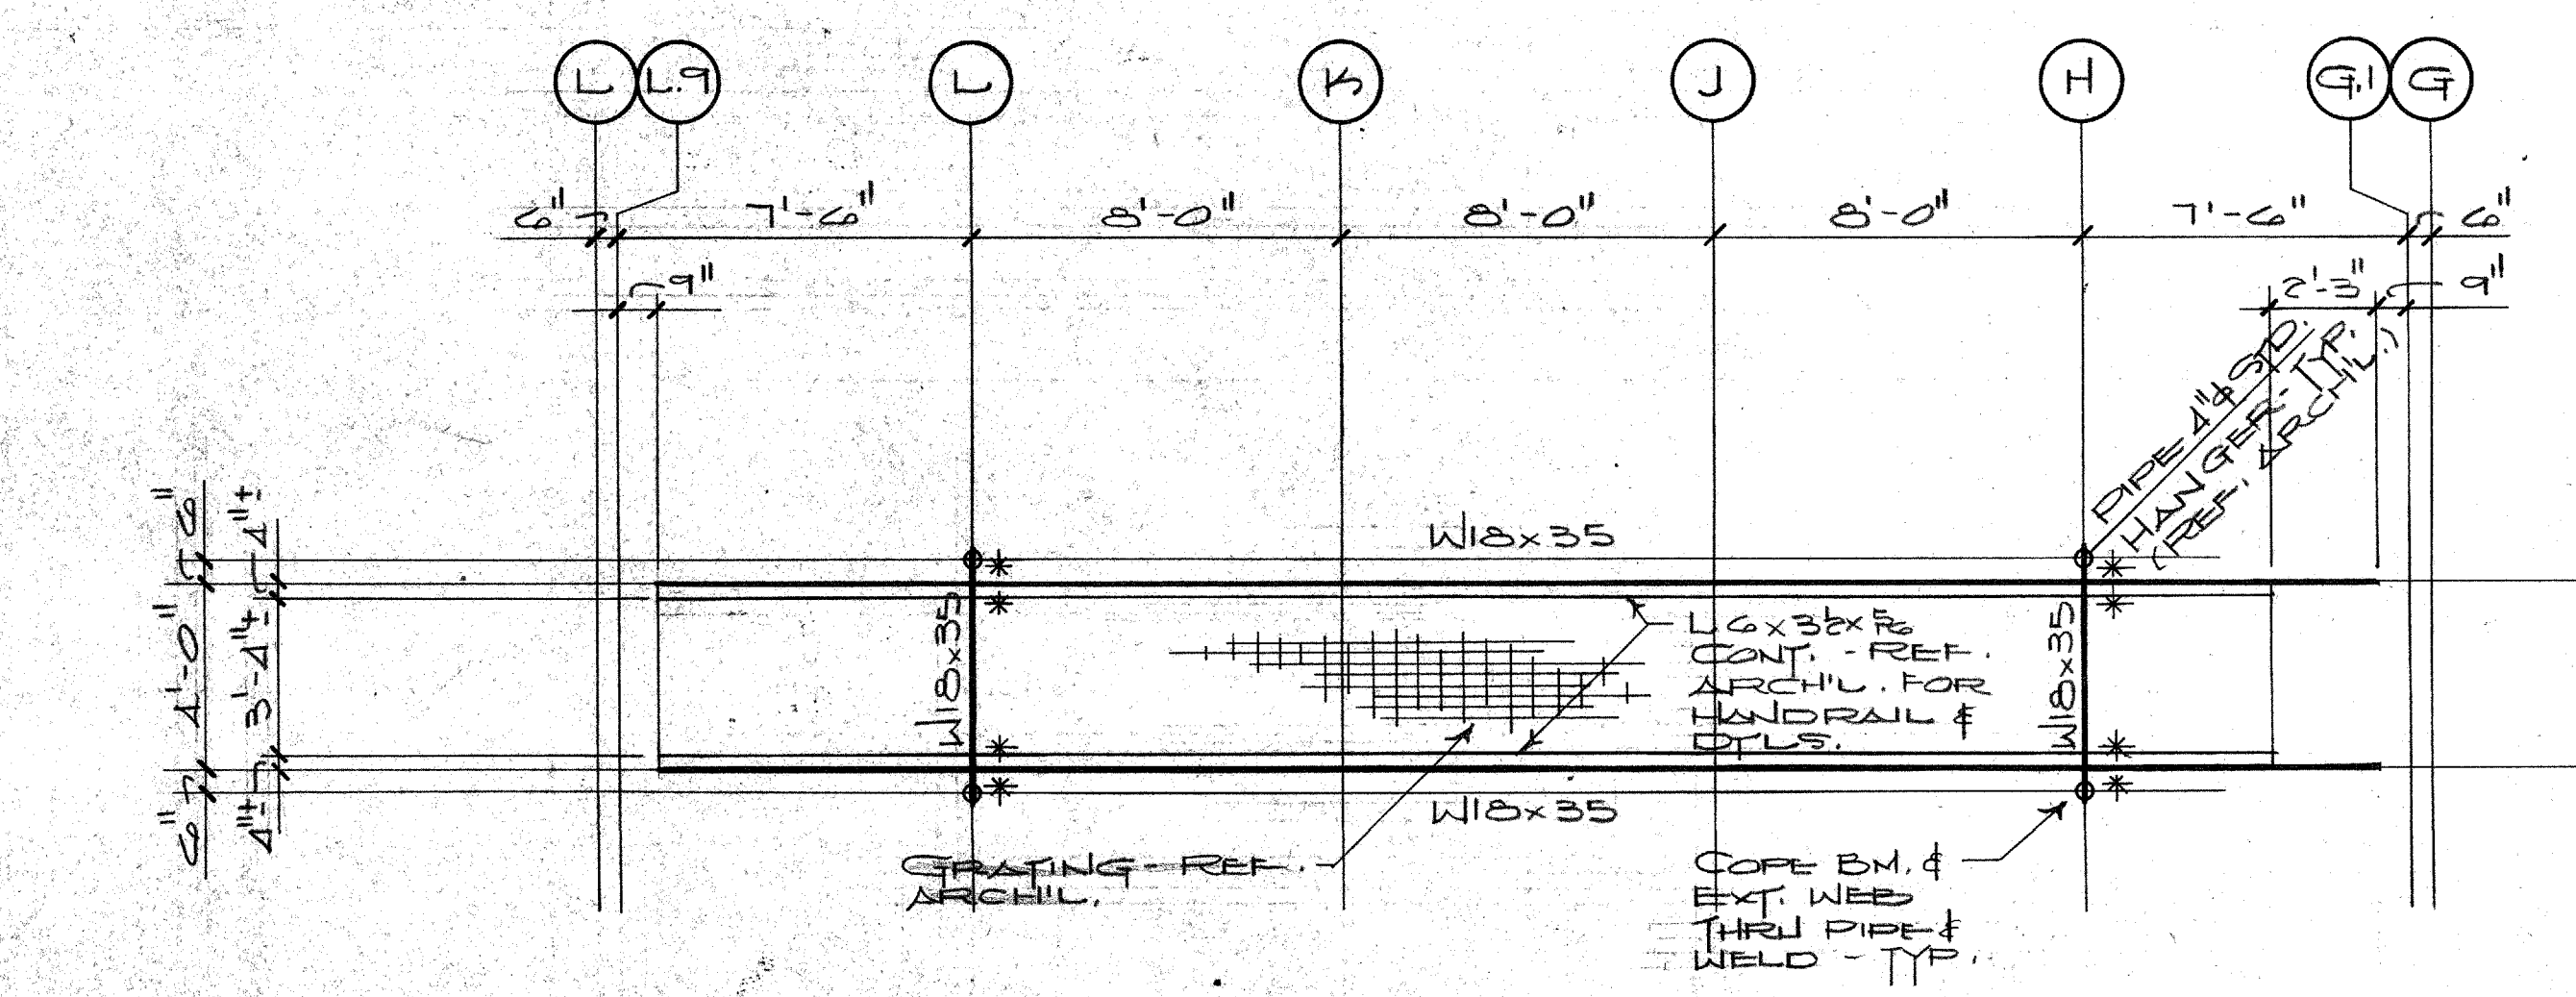 L L.9 L K J H G.1 G
6" 7'-6" 8'-0" 8'-0" 8'-0" 7'-6" 6"
9" 2'-3" 9"
PIPE 4"φ STD.
HANGER - TYP.
(REF. ARCH'L.)
6" 4"±
4'-0" 3'-4"±
6" 4"±
W18x35
W18x35
W18x35
W18x35
L 6x3½x5/16
CONT. - REF.
ARCH'L. FOR
HANDRAIL &
DTLS.
GRATING - REF.
ARCH'L.
COPE BM. &
EXT. WEB
THRU PIPE &
WELD - TYP.